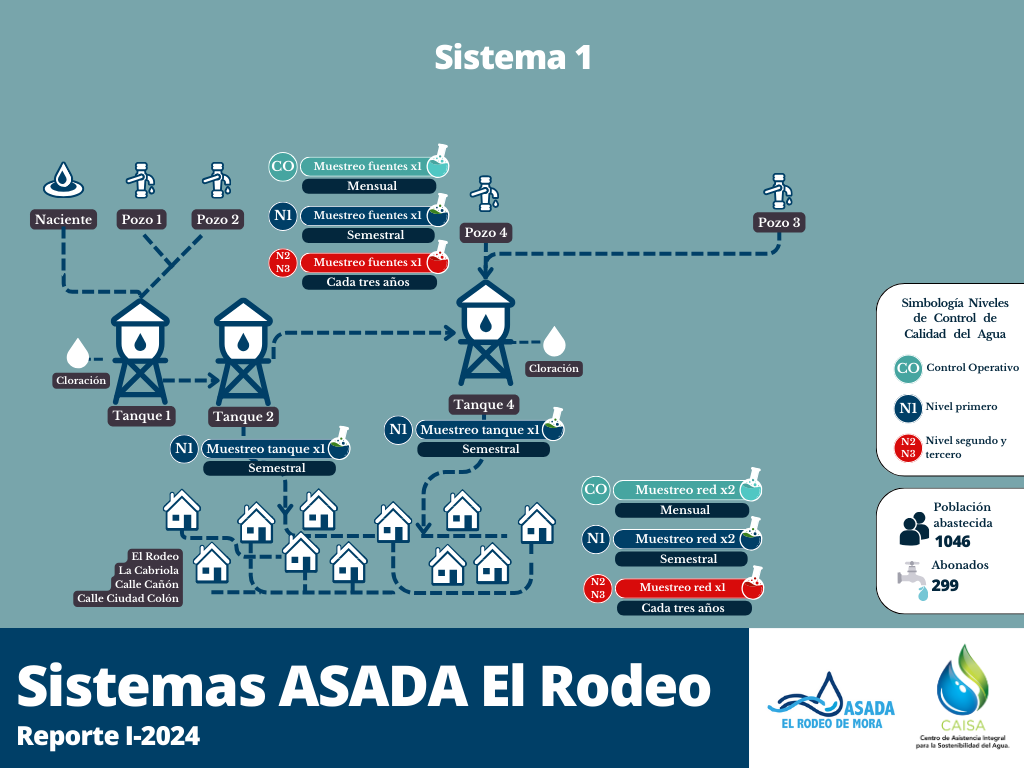 Sistema 1
CO
Muestreo fuentes x1
Mensual
N1
Muestreo fuentes x1
Semestral
N2
N3
Muestreo fuentes x1
Cada tres años
Naciente
Pozo 1
Pozo 2
Pozo 4
Pozo 3
Cloración
Cloración
Tanque 1
Tanque 2
Tanque 4
N1
Muestreo tanque x1
Semestral
N1
Muestreo tanque x1
Semestral
CO
Muestreo red x2
Mensual
N1
Muestreo red x2
Semestral
N2
N3
Muestreo red x1
Cada tres años
El Rodeo
La Cabriola
Calle Cañón
Calle Ciudad Colón
Simbología Niveles
de Control de
Calidad del Agua
CO
Control Operativo
N1
Nivel primero
N2
N3
Nivel segundo y
tercero
Población
abastecida
1046
Abonados
299
Sistemas ASADA El Rodeo
Reporte I-2024
ASADA
EL RODEO DE MORA
CAISA
Centro de Asistencia Integral
para la Sostenibilidad del Agua.